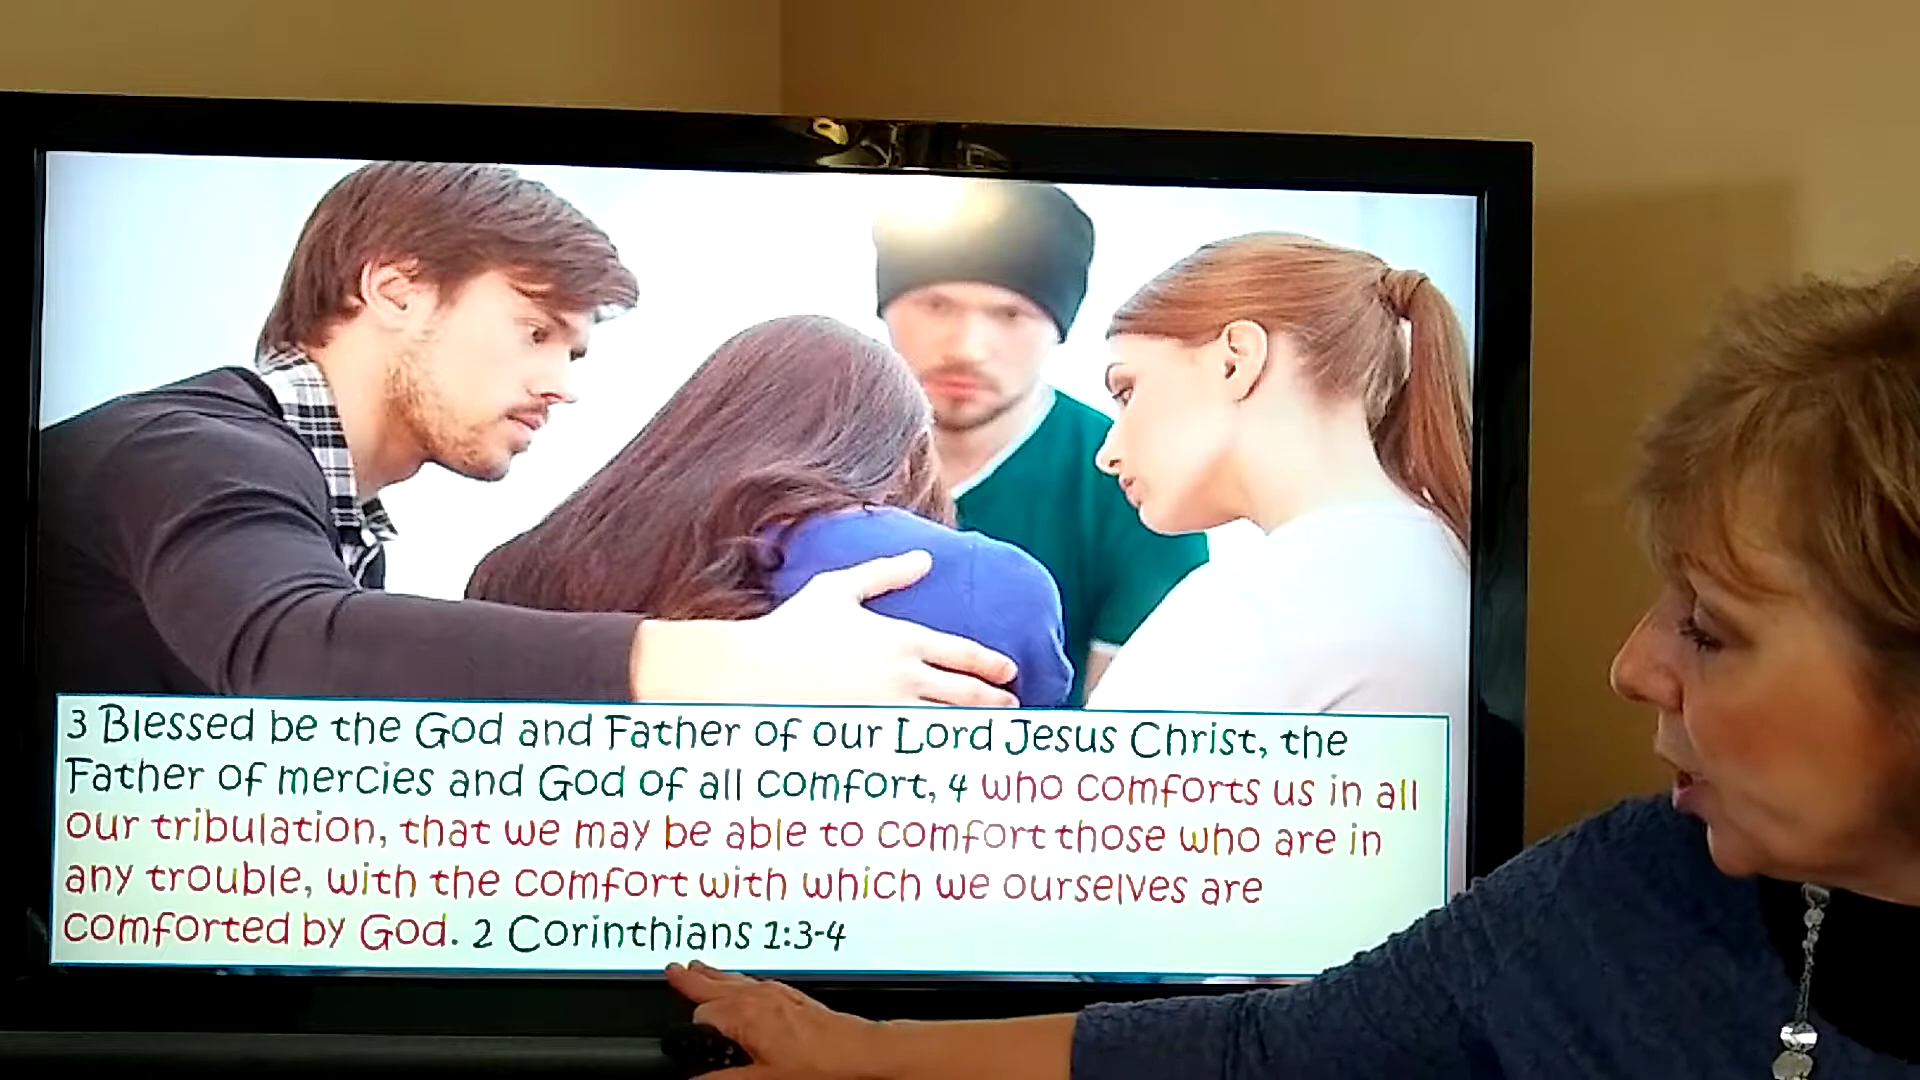 3 Blessed be the God and Father of our Lord Jesus Christ, the
Father of mercies and God of all comfort, 4 who comforts us in all
our tribulation, that we may be able to comfort those who are in
any trouble, with the comfort with which we ourselves are
comforted by God. 2 Corinthians 1:3-4